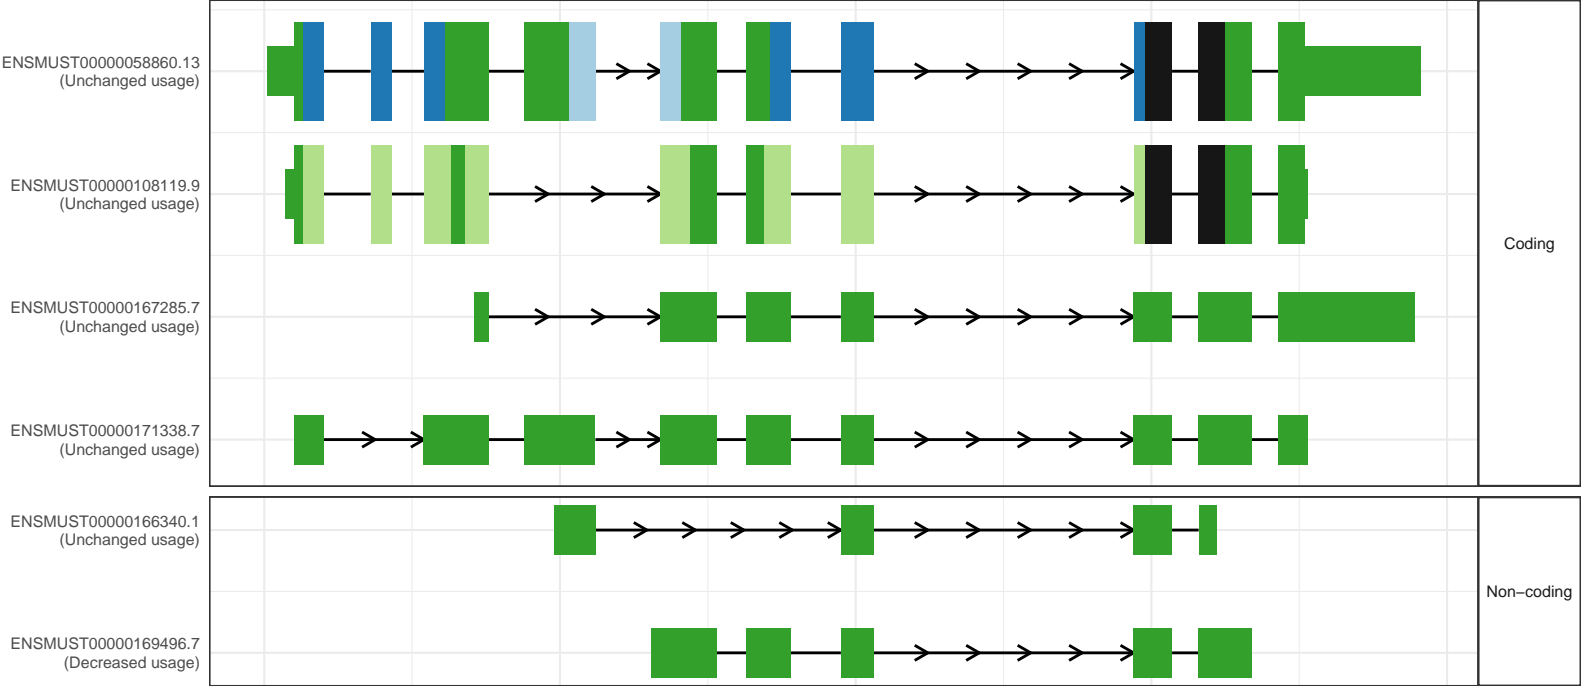 ENSMUST00000058860.13
(Unchanged usage)
ENSMUST00000108119.9
(Unchanged usage)
ENSMUST00000167285.7
(Unchanged usage)
ENSMUST00000171338.7
(Unchanged usage)
Coding
ENSMUST00000166340.1
(Unchanged usage)
ENSMUST00000169496.7
(Decreased usage)
Non−coding